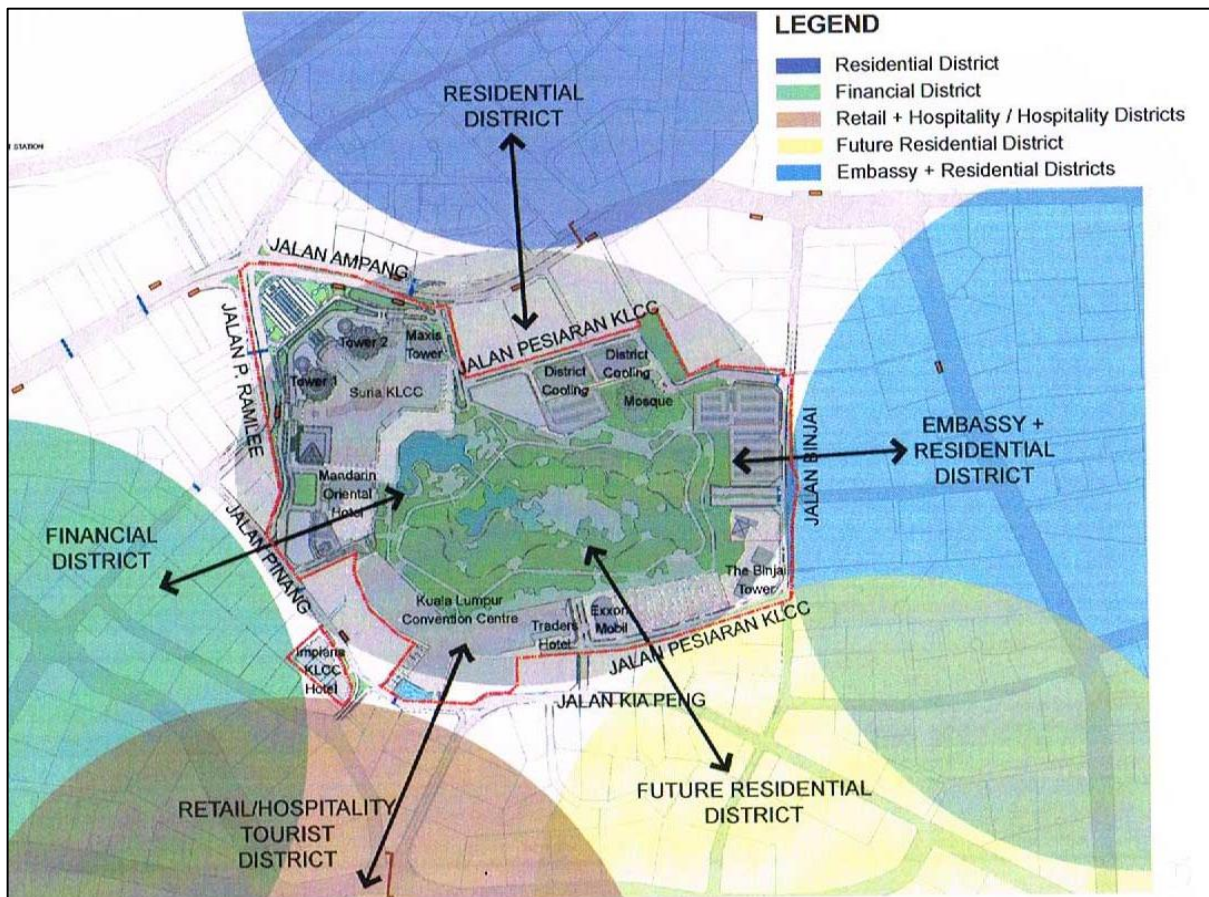 LEGEND
Residential District
Financial District
Retail + Hospitality / Hospitality Districts
Future Residential District
Embassy + Residential Districts
RESIDENTIAL
DISTRICT
STATION
JALAN AMPANG
JALAN P. RAMLEE
JALAN PESIARAN KLCC
Tower 2
Maxis
Tower
Tower 1
Suria KLCC
District
Cooling
District
Cooling
Mosque
EMBASSY +
RESIDENTIAL
DISTRICT
JALAN BINJAI
Mandarin
Oriental
Hotel
FINANCIAL
DISTRICT
JALAN PINANG
The Binjai
Tower
Kuala Lumpur
Convention Centre
Traders
Hotel
Exxon
Mobil
JALAN PESIARAN KLCC
Impiana
KLCC
Hotel
JALAN KIA PENG
FUTURE RESIDENTIAL
DISTRICT
RETAIL/HOSPITALITY
TOURIST
DISTRICT